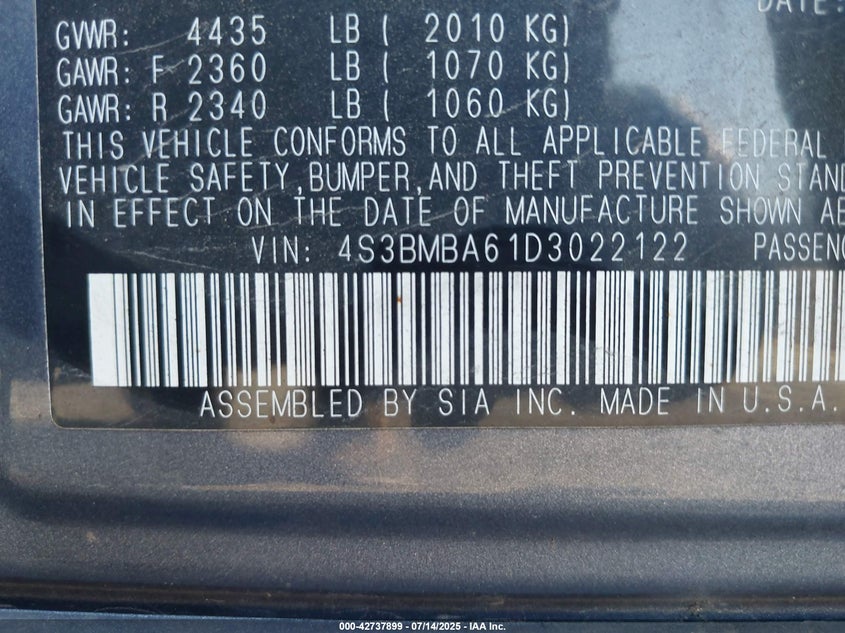 DATE:
GVWR: 4435 LB ( 2010 KG)
GAWR: F 2360 LB ( 1070 KG)
GAWR: R 2340 LB ( 1060 KG)
THIS VEHICLE CONFORMS TO ALL APPLICABLE FEDERAL
VEHICLE SAFETY,BUMPER,AND THEFT PREVENTION STAND
IN EFFECT ON THE DATE OF MANUFACTURE SHOWN AB
VIN: 4S3BMBA61D3022122 PASSENG
ASSEMBLED BY SIA INC. MADE IN U.S.A.
000-42737899 - 07/14/2025 - IAA Inc.